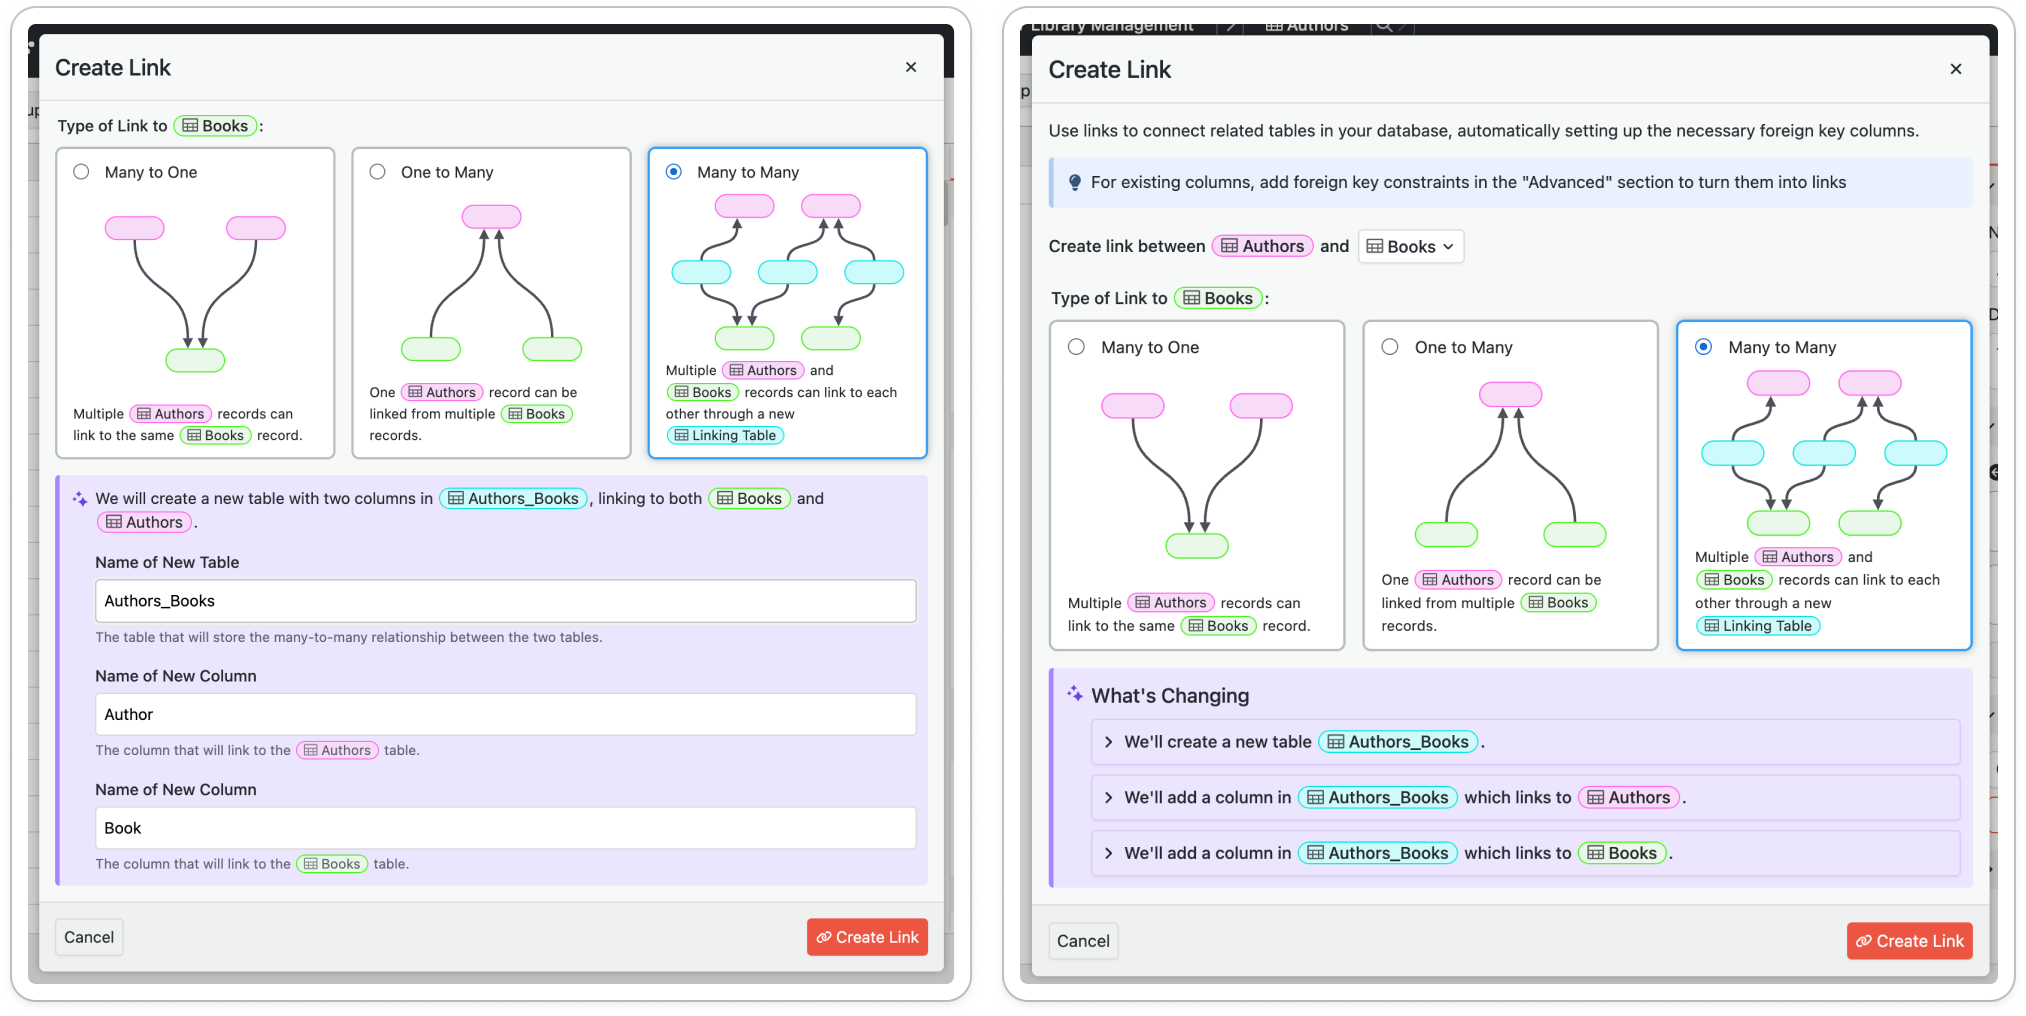 Create Link
Type of Link to Books :
Many to One
Multiple Authors records can
link to the same Books record.
One to Many
One Authors record can be
linked from multiple Books
records.
Many to Many
Multiple Authors and
Books records can link to each
other through a new
Linking Table
We will create a new table with two columns in Authors_Books , linking to both Books and
Authors .
Name of New Table
Authors_Books
The table that will store the many-to-many relationship between the two tables.
Name of New Column
Author
The column that will link to the Authors table.
Name of New Column
Book
The column that will link to the Books table.
Cancel
Create Link
Library Management
Authors
Create Link
Use links to connect related tables in your database, automatically setting up the necessary foreign key columns.
For existing columns, add foreign key constraints in the "Advanced" section to turn them into links
Create link between Authors and Books
Type of Link to Books :
Many to One
Multiple Authors records can
link to the same Books record.
One to Many
One Authors record can be
linked from multiple Books
records.
Many to Many
Multiple Authors and
Books records can link to each
other through a new
Linking Table
What's Changing
We'll create a new table Authors_Books .
We'll add a column in Authors_Books which links to Authors .
We'll add a column in Authors_Books which links to Books .
Cancel
Create Link